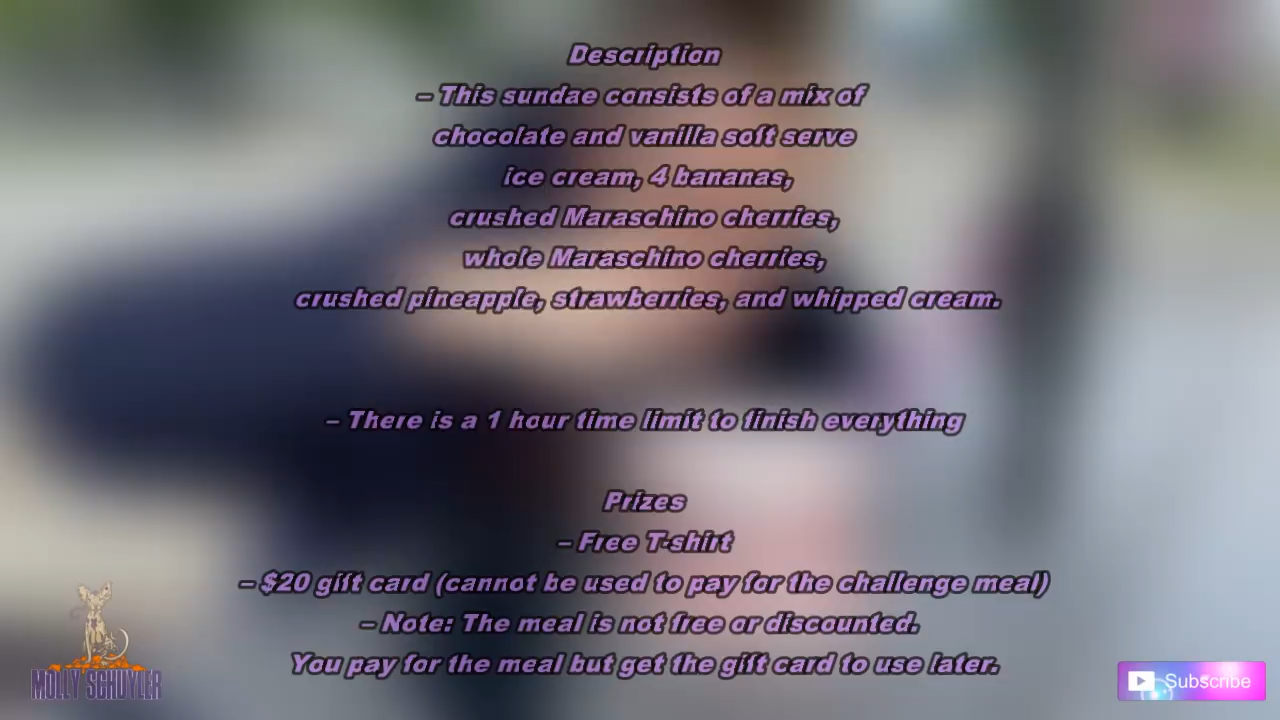 Description
– This sundae consists of a mix of
chocolate and vanilla soft serve
ice cream, 4 bananas,
crushed Maraschino cherries,
whole Maraschino cherries,
crushed pineapple, strawberries, and whipped cream.
– There is a 1 hour time limit to finish everything
Prizes
– Free T-shirt
– $20 gift card (cannot be used to pay for the challenge meal)
– Note: The meal is not free or discounted.
You pay for the meal but get the gift card to use later.
MOLLY SCHUYLER
Subscribe